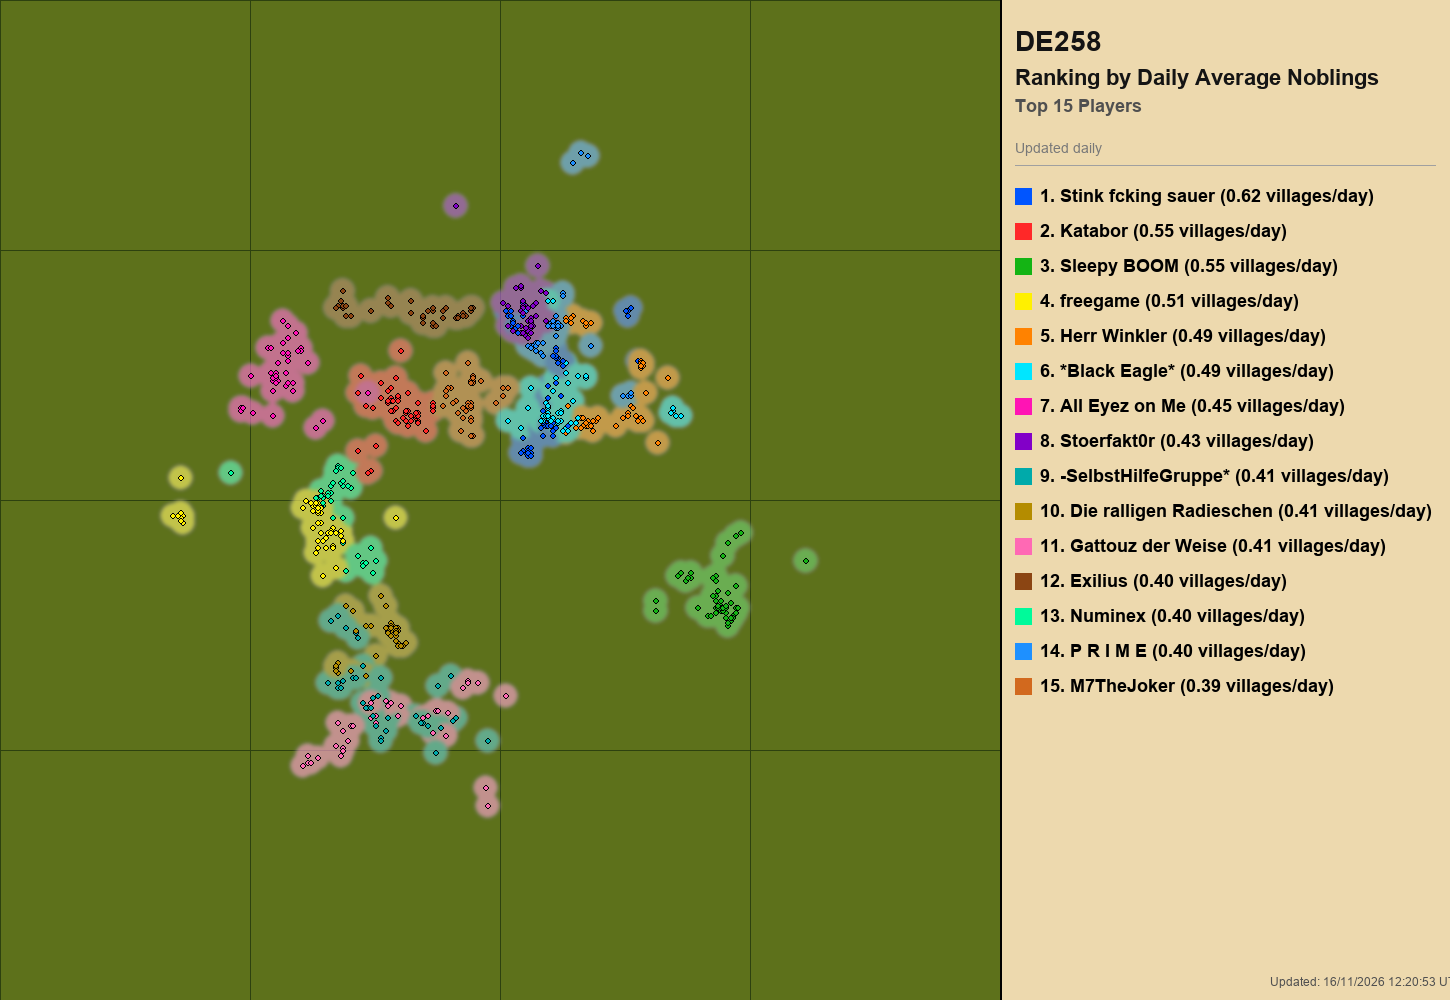 DE258
Ranking by Daily Average Noblings
Top 15 Players
Updated daily
1. Stink fcking sauer (0.62 villages/day)
2. Katabor (0.55 villages/day)
3. Sleepy BOOM (0.55 villages/day)
4. freegame (0.51 villages/day)
5. Herr Winkler (0.49 villages/day)
6. *Black Eagle* (0.49 villages/day)
7. All Eyez on Me (0.45 villages/day)
8. Stoerfakt0r (0.43 villages/day)
9. -SelbstHilfeGruppe* (0.41 villages/day)
10. Die ralligen Radieschen (0.41 villages/day)
11. Gattouz der Weise (0.41 villages/day)
12. Exilius (0.40 villages/day)
13. Numinex (0.40 villages/day)
14. P R I M E (0.40 villages/day)
15. M7TheJoker (0.39 villages/day)
Updated: 16/11/2026 12:20:53 U